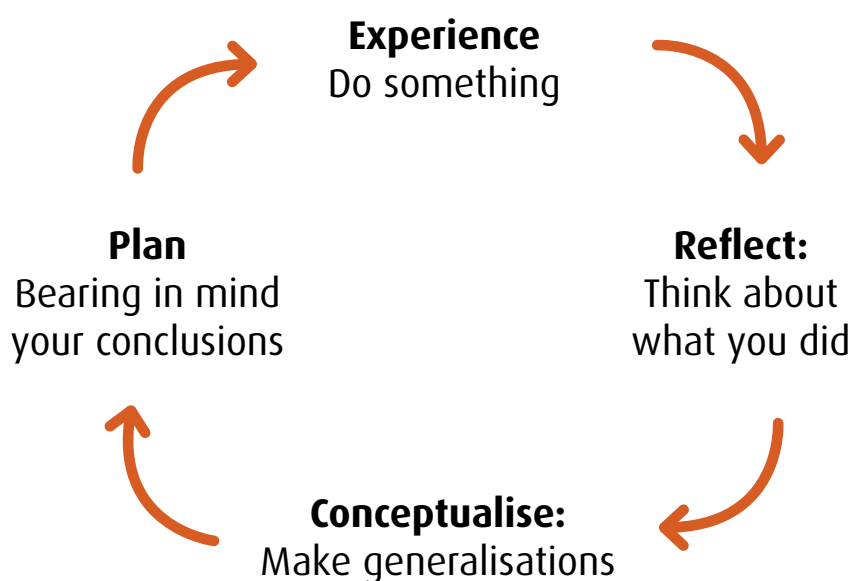 Experience
Do something
Reflect:
Think about
what you did
Conceptualise:
Make generalisations
Plan
Bearing in mind
your conclusions